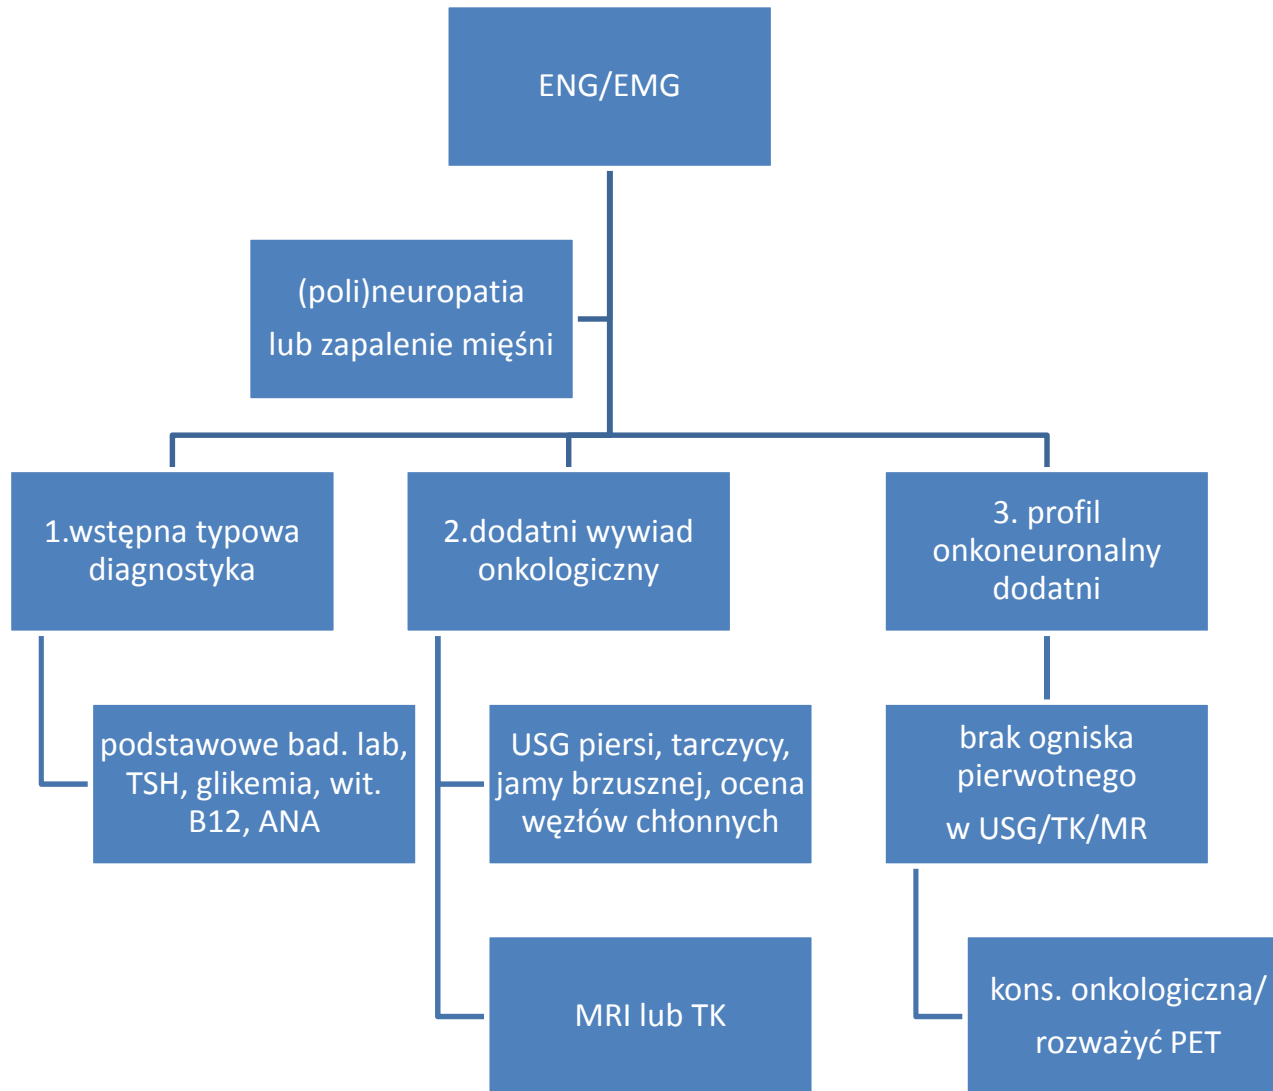 ENG/EMG
(poli)neuropatia
lub zapalenie mięśni
1.wstępna typowa
diagnostyka
2.dodatni wywiad
onkologiczny
3. profil
onkoneuronalny
dodatni
podstawowe bad. lab,
TSH, glikemia, wit.
B12, ANA
USG piersi, tarczycy,
jamy brzusznej, ocena
węzłów chłonnych
brak ogniska
pierwotnego
w USG/TK/MR
MRI lub TK
kons. onkologiczna/
rozważyć PET